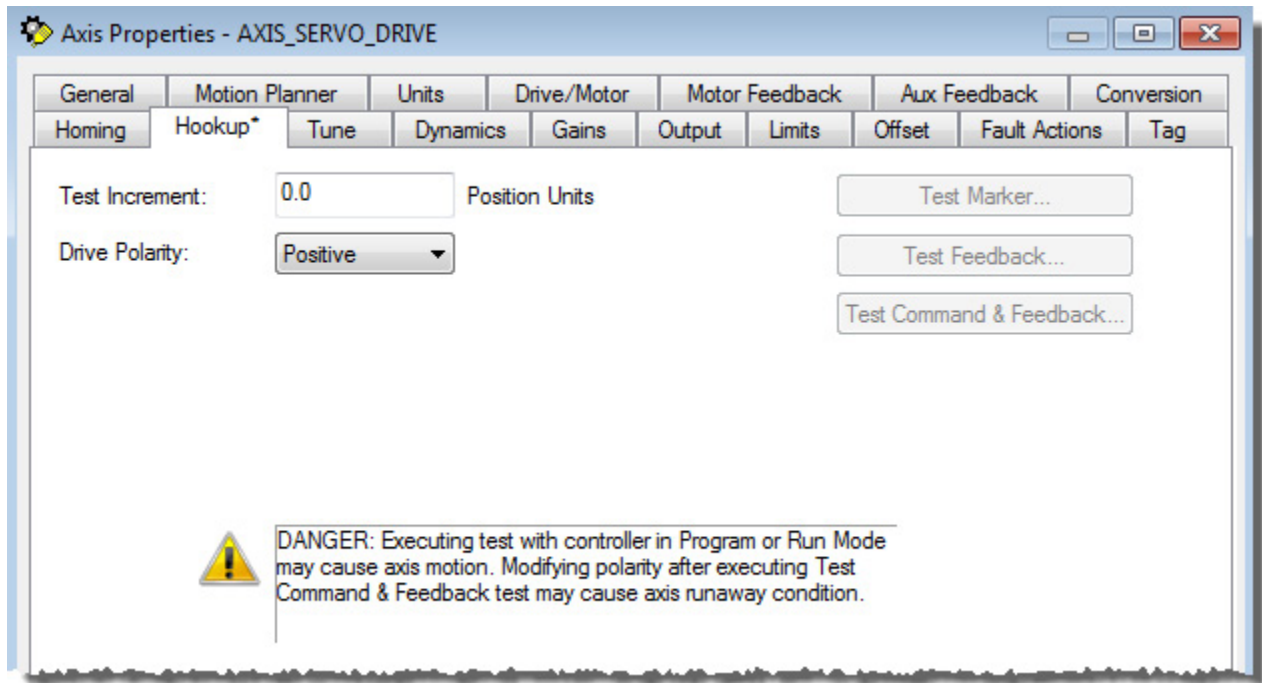 Axis Properties - AXIS_SERVO_DRIVE
General Motion Planner Units Drive/Motor Motor Feedback Aux Feedback Conversion
Homing Hookup* Tune Dynamics Gains Output Limits Offset Fault Actions Tag
Test Increment: 0.0 Position Units Test Marker...
Drive Polarity: Positive Test Feedback...
Test Command & Feedback...
DANGER: Executing test with controller in Program or Run Mode
may cause axis motion. Modifying polarity after executing Test
Command & Feedback test may cause axis runaway condition.